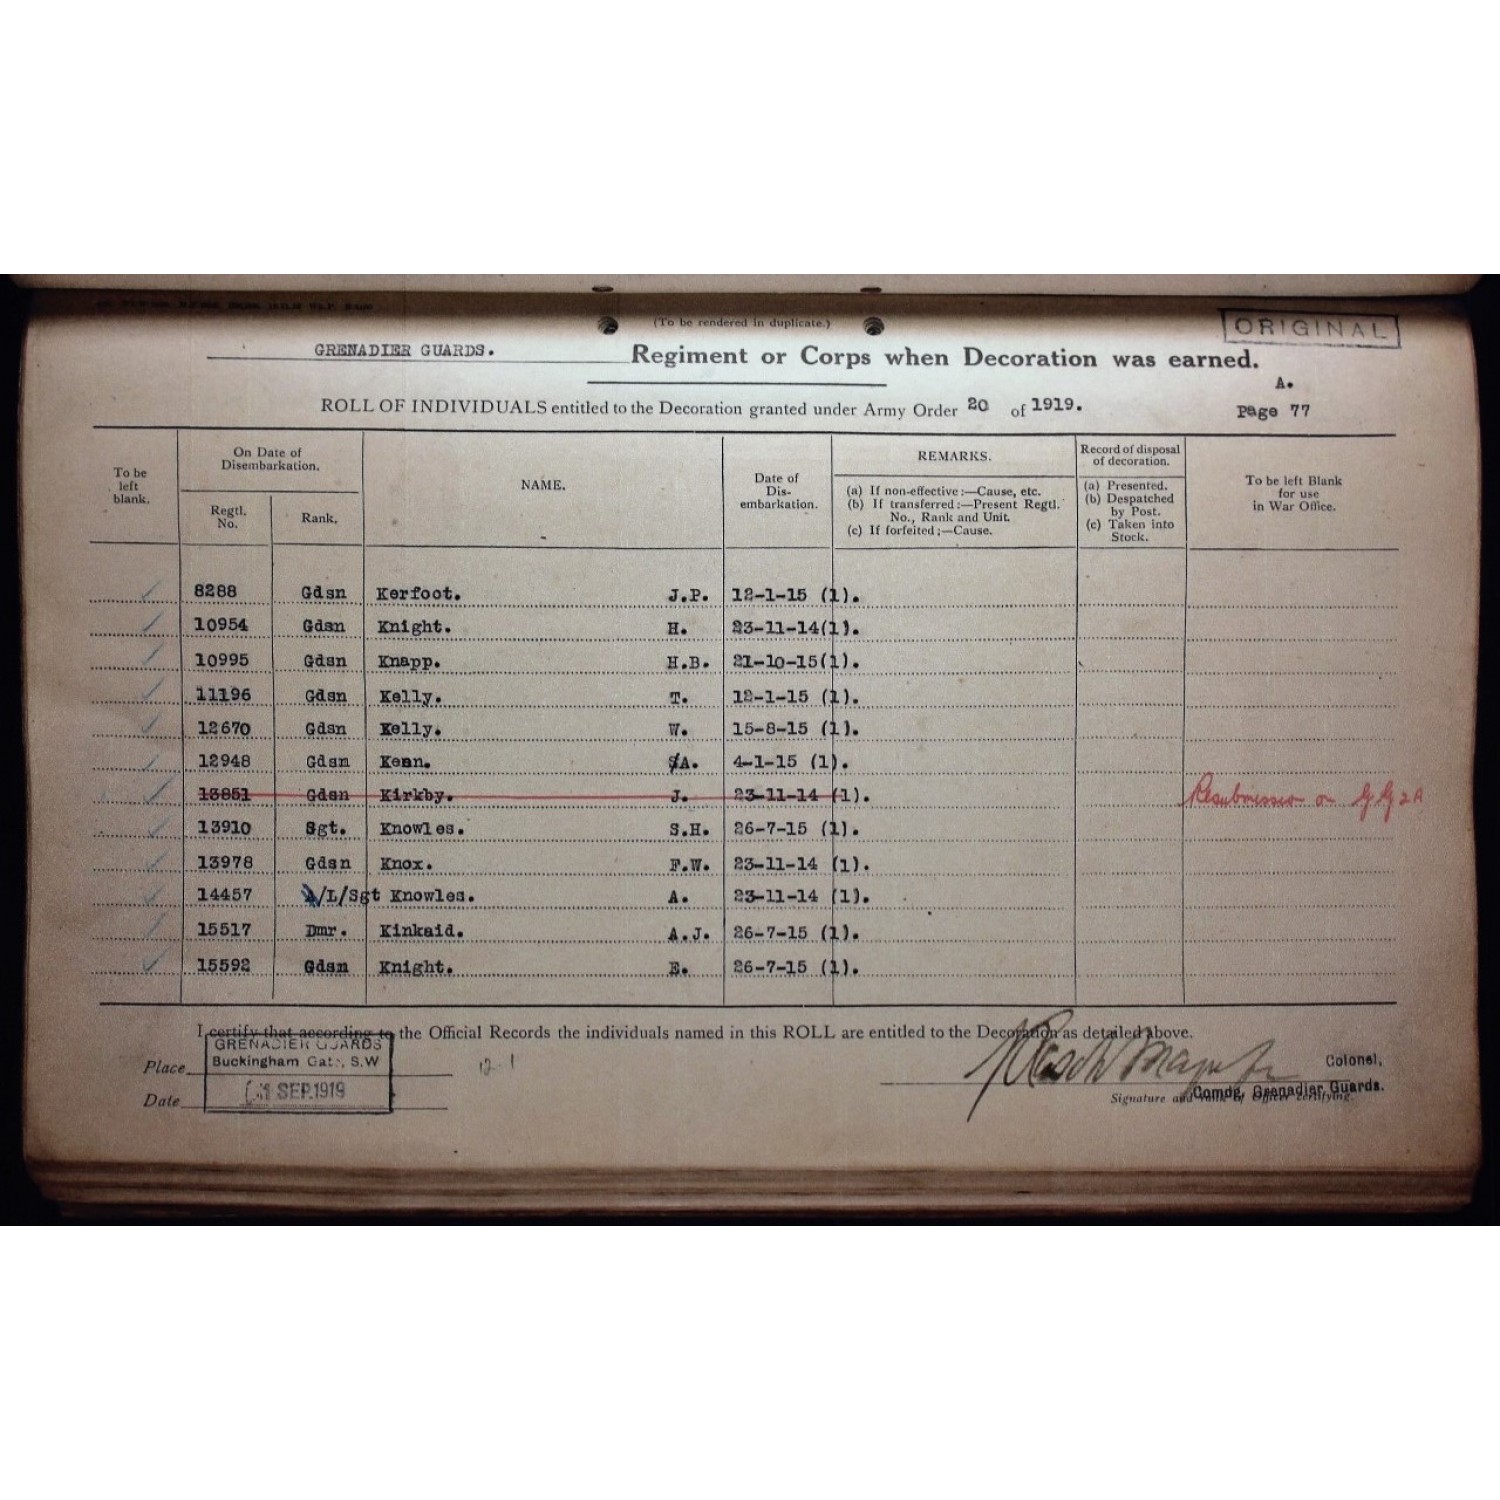 (To be rendered in duplicate.)
ORIGINAL
GRENADIER GUARDS. Regiment or Corps when Decoration was earned.
A.
ROLL OF INDIVIDUALS entitled to the Decoration granted under Army Order 20 of 1919.
Page 77
To be left blank.
On Date of Disembarkation.
Regtl. No.
Rank.
NAME.
Date of Dis-embarkation.
REMARKS.
(a) If non-effective:—Cause, etc.
(b) If transferred:—Present Regtl. No., Rank and Unit.
(c) If forfeited;—Cause.
Record of disposal of decoration.
(a) Presented.
(b) Despatched by Post.
(c) Taken into Stock.
To be left Blank for use in War Office.
8288 Gdsn Kerfoot. J.P. 12-1-15 (1).
10954 Gdsn Knight. H. 23-11-14(1).
10995 Gdsn Knapp. H.B. 21-10-15(1).
11196 Gdsn Kelly. T. 12-1-15 (1).
12670 Gdsn Kelly. W. 15-8-15 (1).
12948 Gdsn Kenn. A. 4-1-15 (1).
13851 Gdsn Kirkby. J. 23-11-14 (1). on GG2A
13910 Sgt. Knowles. S.H. 26-7-15 (1).
13978 Gdsn Knox. F.W. 23-11-14 (1).
14457 A/L/Sgt Knowles. A. 23-11-14 (1).
15517 Dmr. Kinkaid. A.J. 26-7-15 (1).
15592 Gdsn Knight. E. 26-7-15 (1).
I certify that according to the Official Records the individuals named in this ROLL are entitled to the Decoration as detailed above.
GRENADIER GUARDS
Place Buckingham Gate, S.W
12.1
Colonel,
Date SEP.1919
Comdg. Grenadier Guards.
Signature and rank of Officer certifying.